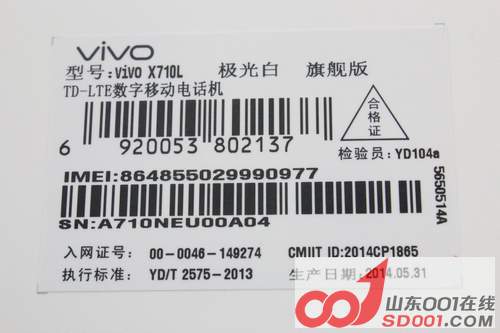 vivo
型号:vivo X710L 极光白 旗舰版
TD-LTE数字移动电话机
合格证
6 920053 802137
检验员:YD104a
IMEI:864855029990977
5650514A
SN:A710NEU00A04
入网证号: 00-0046-149274 CMIIT ID:2014CP1865
执行标准: YD/T 2575-2013 生产日期:2014.05.31
山东001在线
SD001.COM